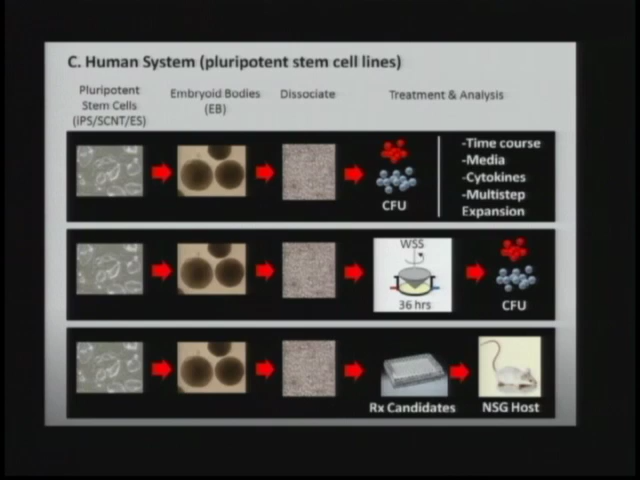 C. Human System (pluripotent stem cell lines)
Pluripotent
Stem Cells
(iPS/SCNT/ES)
Embryoid Bodies
(EB)
Dissociate
Treatment & Analysis
CFU
-Time course
-Media
-Cytokines
-Multistep
Expansion
WSS
36 hrs
CFU
Rx Candidates
NSG Host